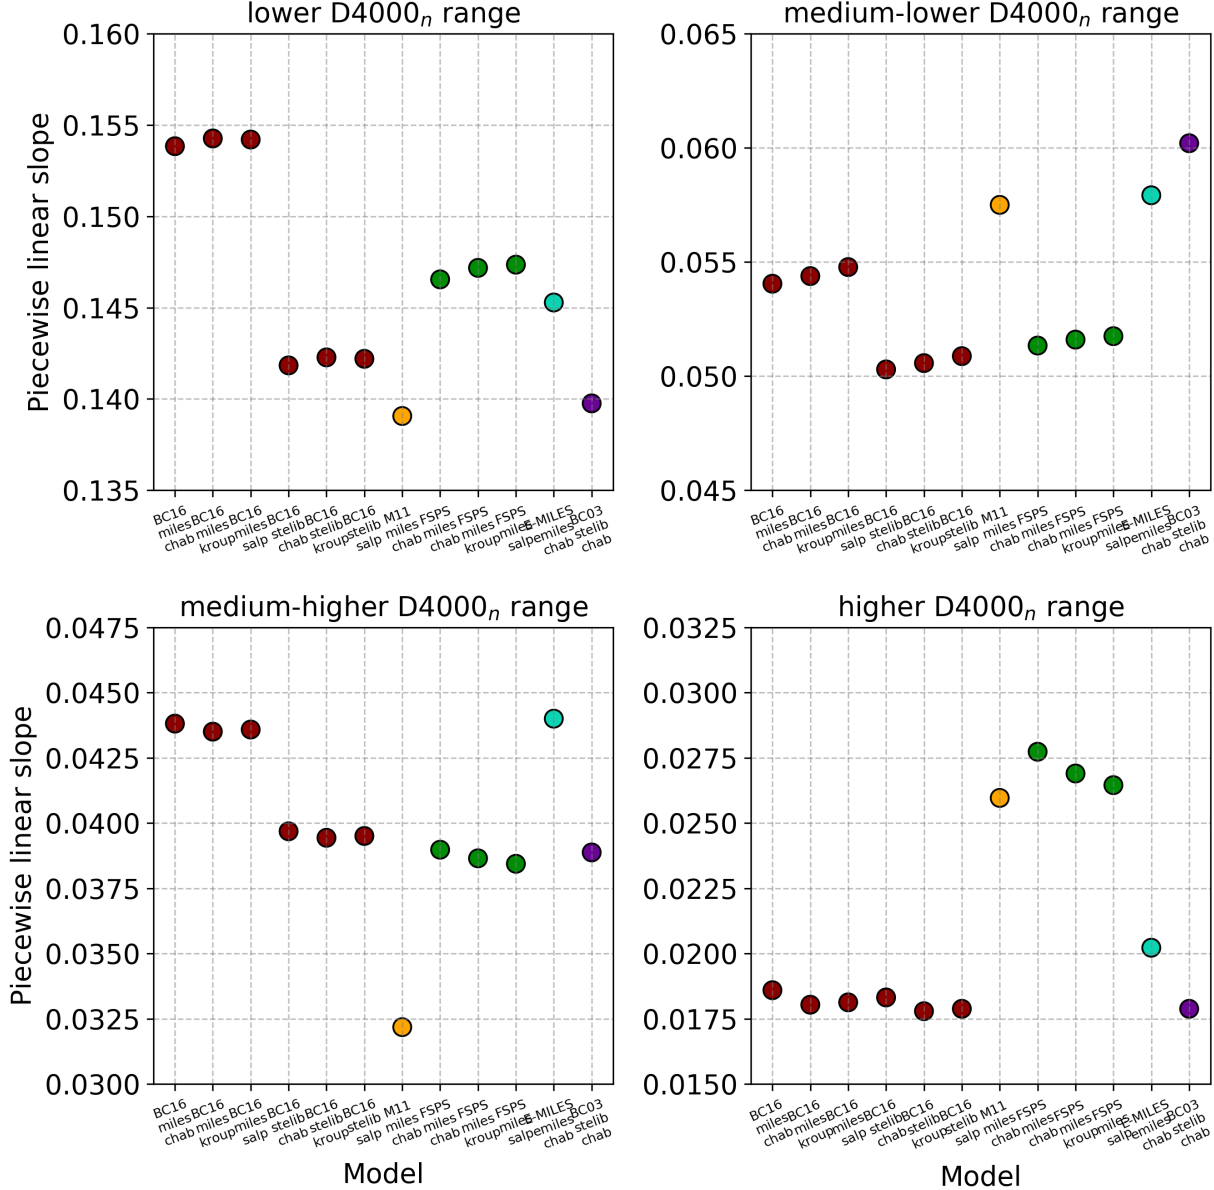 lower D4000n range
0.160
0.155
0.150
0.145
0.140
0.135
Piecewise linear slope
BC16
miles
chab
BC16
miles
kroup
BC16
miles
salp
BC16
stelib
chab
BC16
stelib
kroup
BC16
stelib
salp
M11
miles
chab
FSPS
miles
chab
FSPS
miles
kroup
FSPS
miles
salp
E-MILES
emiles
chab
BC03
stelib
chab
medium-lower D4000n range
0.065
0.060
0.055
0.050
0.045
BC16
miles
chab
BC16
miles
kroup
BC16
miles
salp
BC16
stelib
chab
BC16
stelib
kroup
BC16
stelib
salp
M11
miles
chab
FSPS
miles
chab
FSPS
miles
kroup
FSPS
miles
salp
E-MILES
emiles
chab
BC03
stelib
chab
medium-higher D4000n range
0.0475
0.0450
0.0425
0.0400
0.0375
0.0350
0.0325
0.0300
Piecewise linear slope
BC16
miles
chab
BC16
miles
kroup
BC16
miles
salp
BC16
stelib
chab
BC16
stelib
kroup
BC16
stelib
salp
M11
miles
chab
FSPS
miles
chab
FSPS
miles
kroup
FSPS
miles
salp
E-MILES
emiles
chab
BC03
stelib
chab
Model
higher D4000n range
0.0325
0.0300
0.0275
0.0250
0.0225
0.0200
0.0175
0.0150
BC16
miles
chab
BC16
miles
kroup
BC16
miles
salp
BC16
stelib
chab
BC16
stelib
kroup
BC16
stelib
salp
M11
miles
chab
FSPS
miles
chab
FSPS
miles
kroup
FSPS
miles
salp
E-MILES
emiles
chab
BC03
stelib
chab
Model